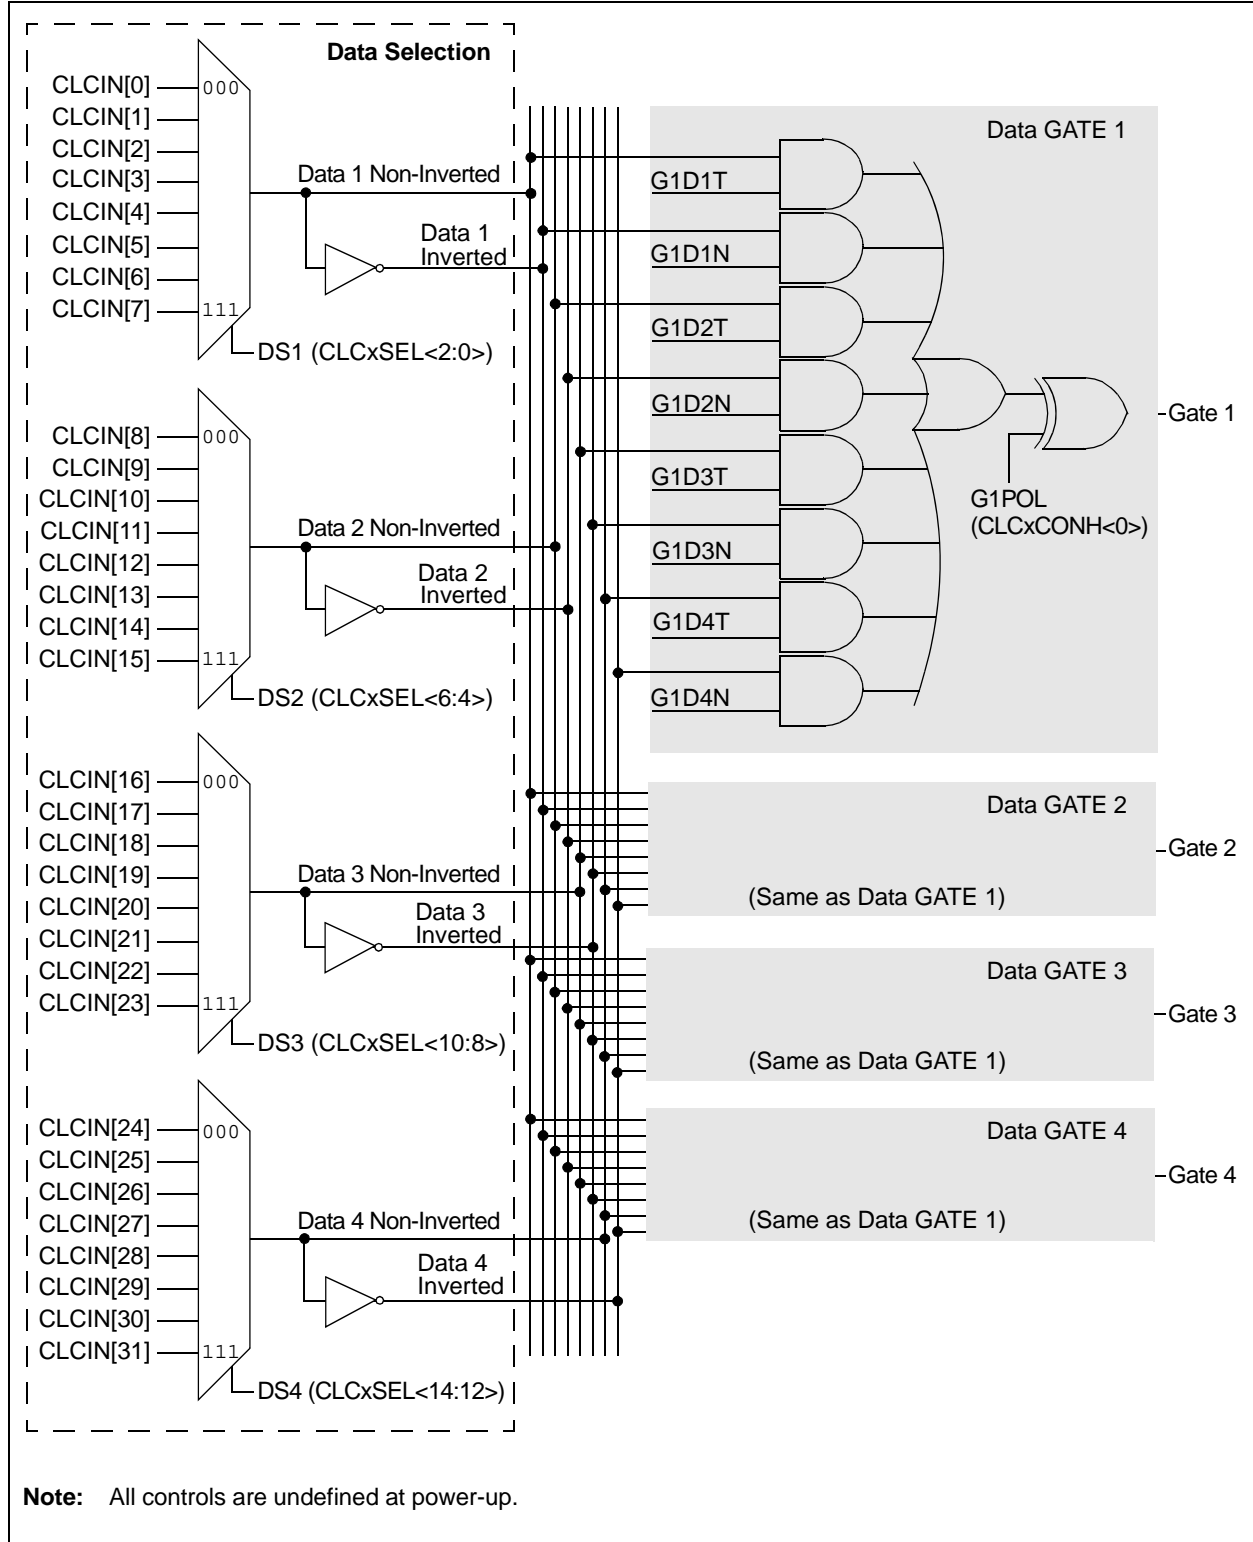 Data Selection
CLCIN[0]
CLCIN[1]
CLCIN[2]
CLCIN[3]
CLCIN[4]
CLCIN[5]
CLCIN[6]
CLCIN[7]
000
111
Data 1 Non-Inverted
Data 1
Inverted
DS1 (CLCxSEL<2:0>)
CLCIN[8]
CLCIN[9]
CLCIN[10]
CLCIN[11]
CLCIN[12]
CLCIN[13]
CLCIN[14]
CLCIN[15]
000
111
Data 2 Non-Inverted
Data 2
Inverted
DS2 (CLCxSEL<6:4>)
CLCIN[16]
CLCIN[17]
CLCIN[18]
CLCIN[19]
CLCIN[20]
CLCIN[21]
CLCIN[22]
CLCIN[23]
000
111
Data 3 Non-Inverted
Data 3
Inverted
DS3 (CLCxSEL<10:8>)
CLCIN[24]
CLCIN[25]
CLCIN[26]
CLCIN[27]
CLCIN[28]
CLCIN[29]
CLCIN[30]
CLCIN[31]
000
111
Data 4 Non-Inverted
Data 4
Inverted
DS4 (CLCxSEL<14:12>)
Data GATE 1
G1D1T
G1D1N
G1D2T
G1D2N
G1D3T
G1D3N
G1D4T
G1D4N
G1POL
(CLCxCONH<0>)
Gate 1
Data GATE 2
(Same as Data GATE 1)
Gate 2
Data GATE 3
(Same as Data GATE 1)
Gate 3
Data GATE 4
(Same as Data GATE 1)
Gate 4
Note: All controls are undefined at power-up.